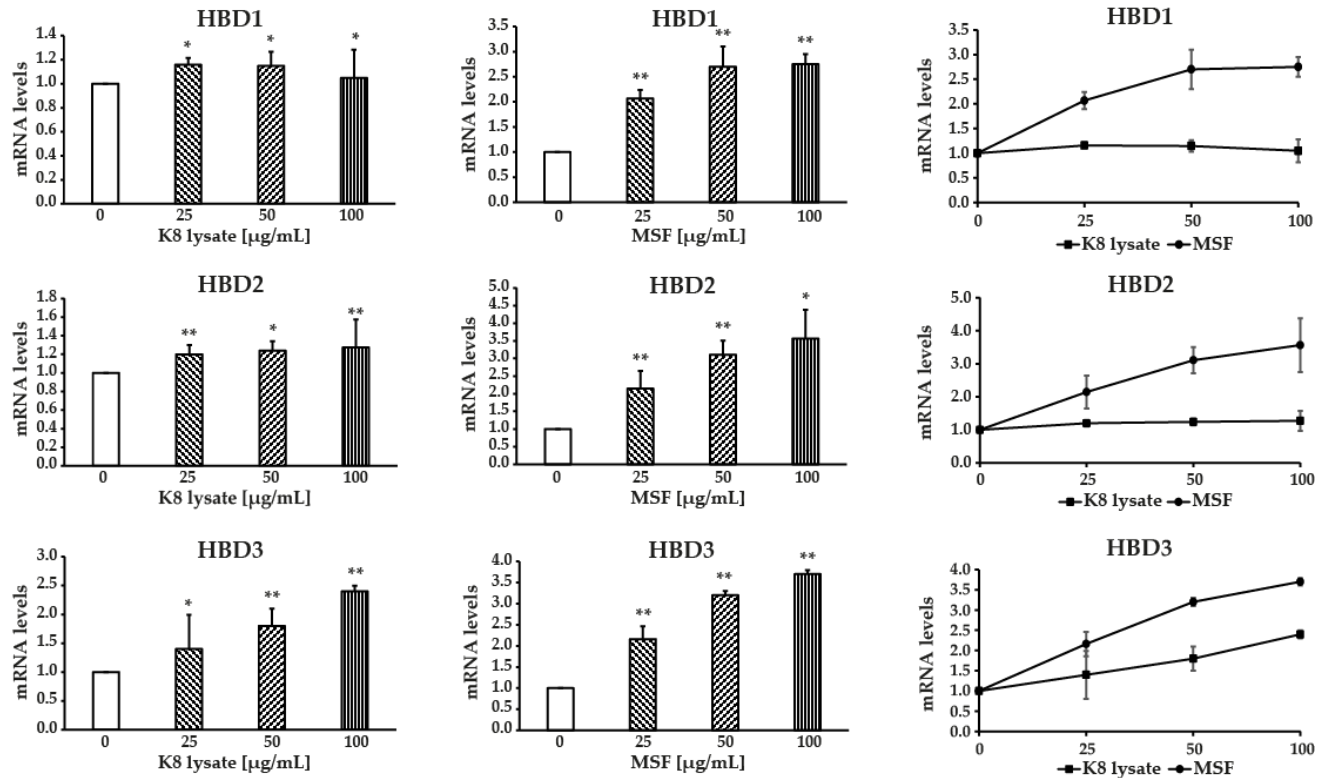 HBD1
mRNA levels
1.4
1.2
1.0
0.8
0.6
0.4
0.2
0.0
*
*
*
0 25 50 100
K8 lysate [µg/mL]
HBD1
mRNA levels
3.5
3.0
2.5
2.0
1.5
1.0
0.5
0.0
**
**
**
0 25 50 100
MSF [µg/mL]
HBD1
mRNA levels
3.5
3.0
2.5
2.0
1.5
1.0
0.5
0.0
0 25 50 100
K8 lysate MSF
HBD2
mRNA levels
1.8
1.6
1.4
1.2
1.0
0.8
0.6
0.4
0.2
0.0
**
*
**
0 25 50 100
K8 lysate [µg/mL]
HBD2
mRNA levels
5.0
4.5
4.0
3.5
3.0
2.5
2.0
1.5
1.0
0.5
0.0
**
**
*
0 25 50 100
MSF [µg/mL]
HBD2
mRNA levels
5.0
4.0
3.0
2.0
1.0
0.0
0 25 50 100
K8 lysate MSF
HBD3
mRNA levels
3.0
2.5
2.0
1.5
1.0
0.5
0.0
*
**
**
0 25 50 100
K8 lysate [µg/mL]
HBD3
mRNA levels
4.0
3.5
3.0
2.5
2.0
1.5
1.0
0.5
0.0
**
**
**
0 25 50 100
MSF [µg/mL]
HBD3
mRNA levels
4.0
3.5
3.0
2.5
2.0
1.5
1.0
0.5
0.0
0 25 50 100
K8 lysate MSF